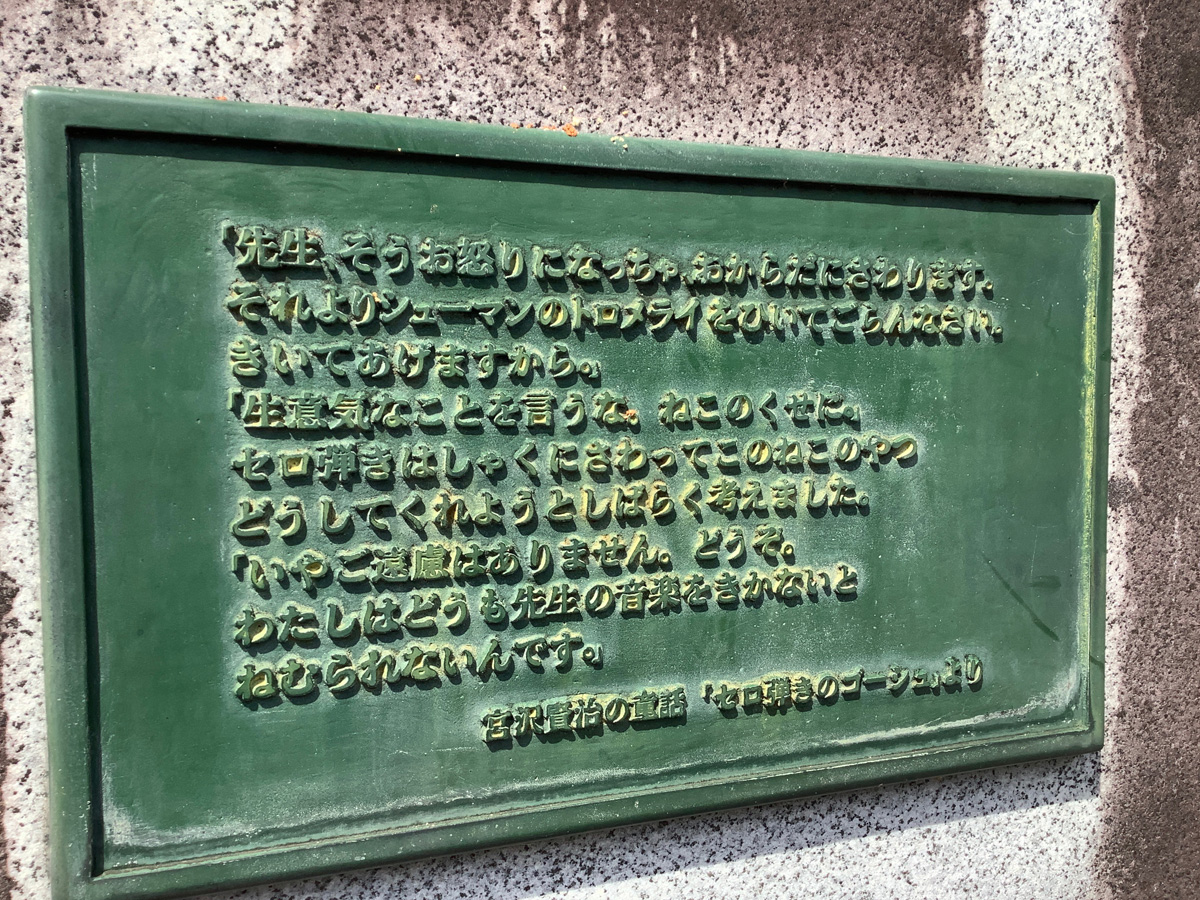 「先生、そうお怒りになっちゃ、おからだにさわります。
それよりシューマンのトロメライをひいてごらんなさい。
きいてあげますから。」
「生意気なことを言うな。ねこのくせに。」
セロ弾きはしゃくにさわってこのねこのやつ
どうしてくれようとしばらく考えました。
「いやご遠慮はありません。どうぞ。
わたしはどうも先生の音楽をきかないと
ねむられないんです。」
宮沢賢治の童話 「セロ弾きのゴーシュ」より